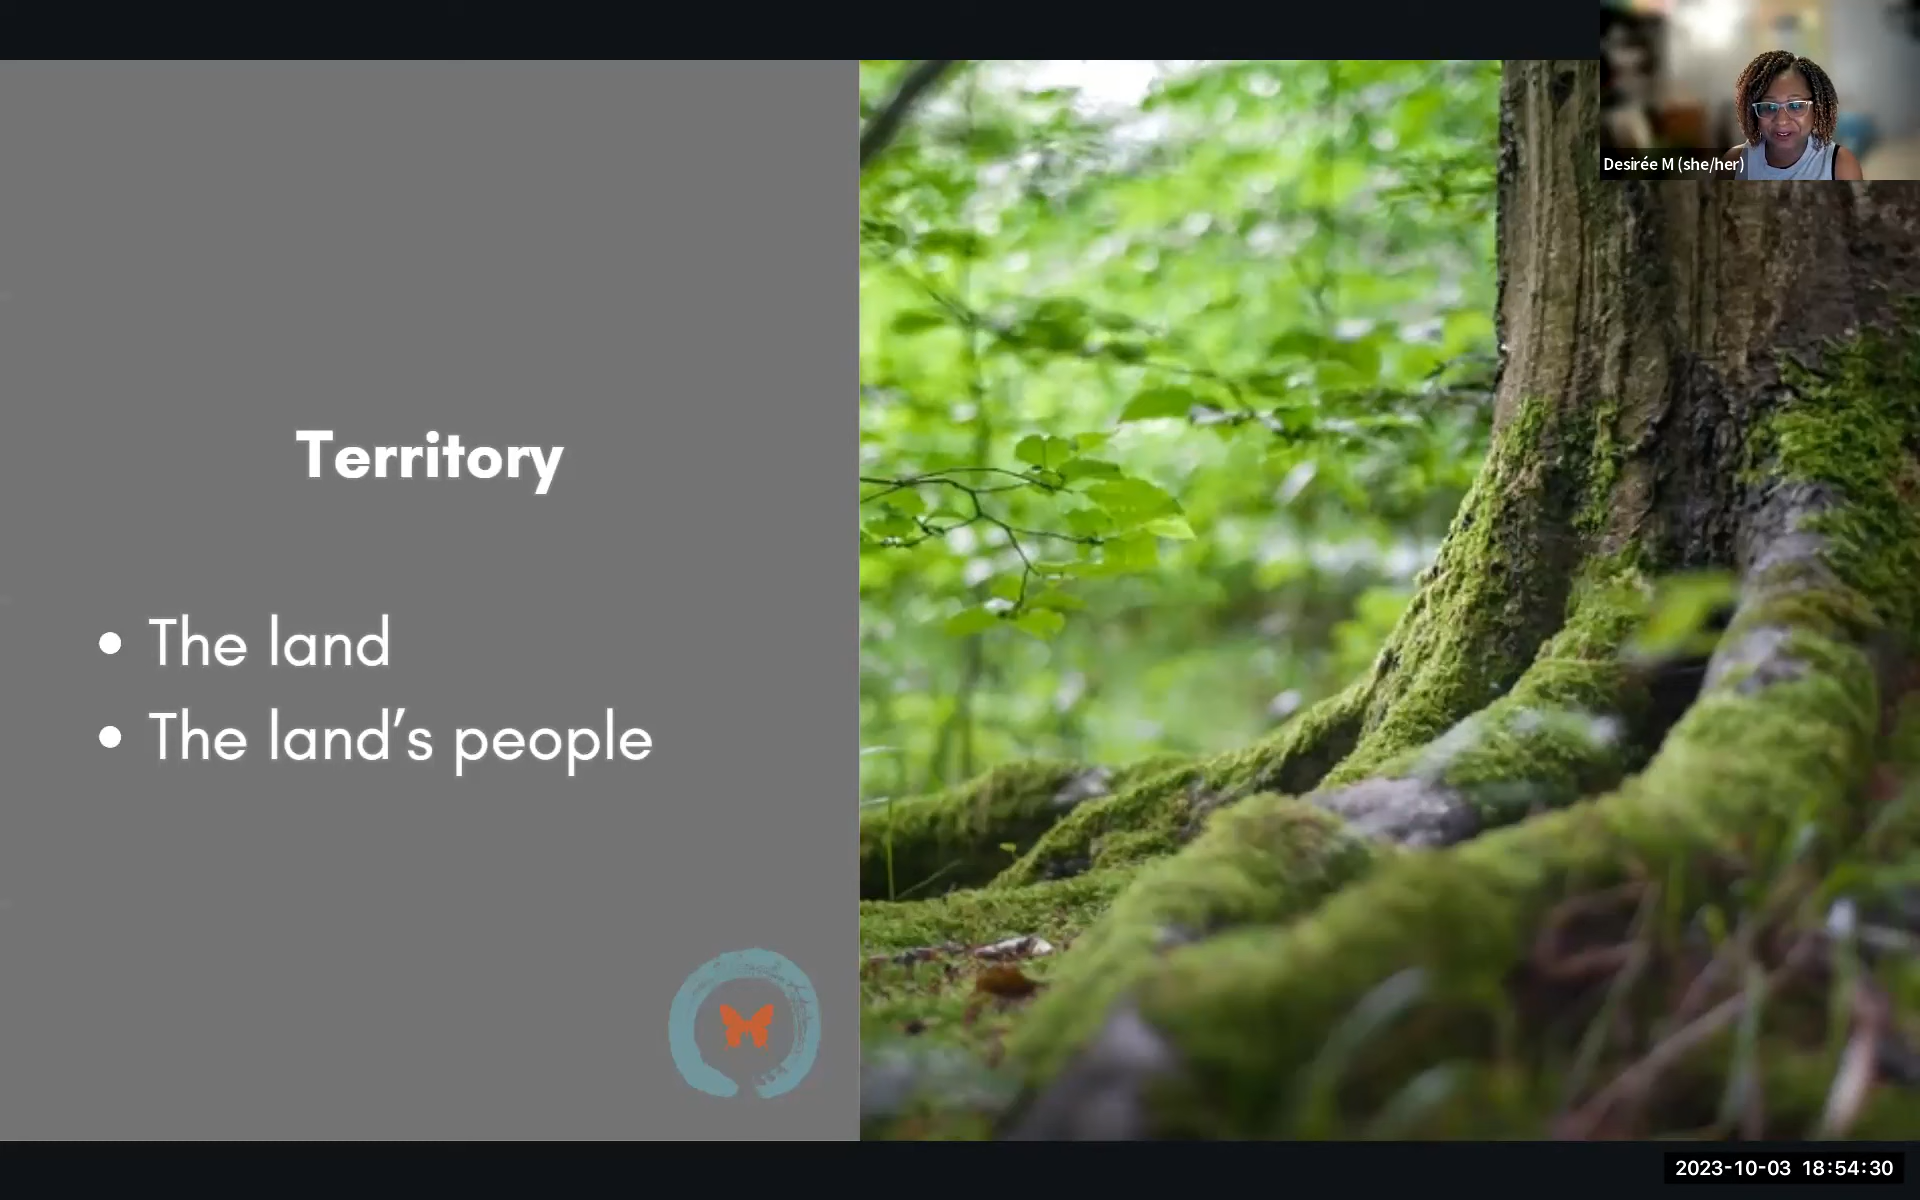 Desirée M (she/her)
Territory
• The land
• The land’s people
2023-10-03 18:54:30